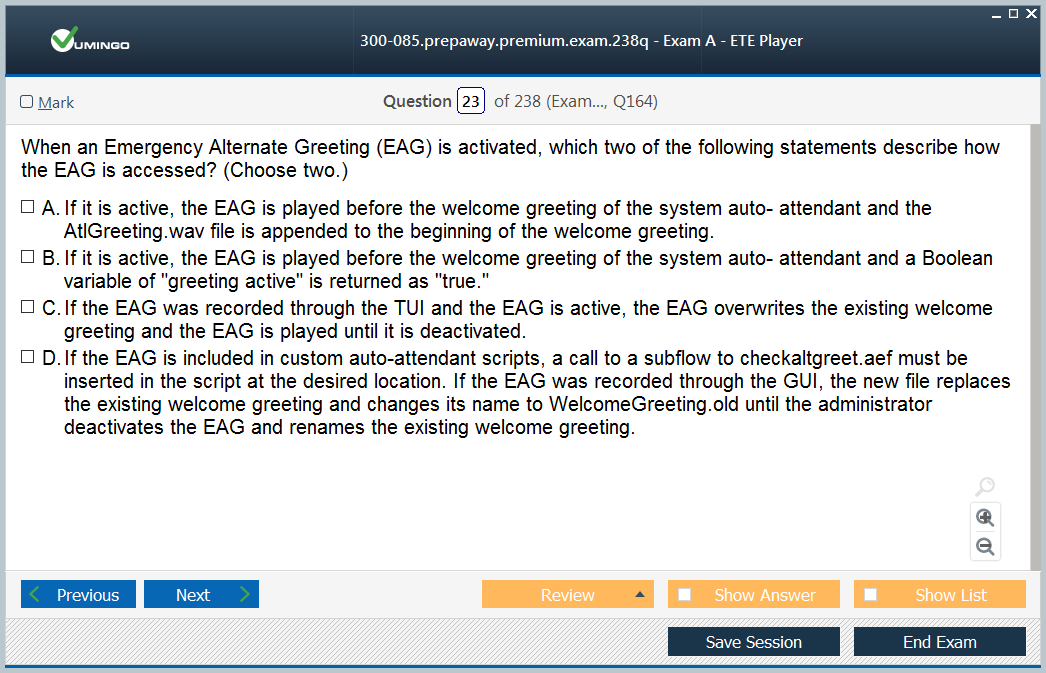 VUMINGO
300-085.prepaway.premium.exam.238q - Exam A - ETE Player
Mark
Question 23 of 238 (Exam..., Q164)
When an Emergency Alternate Greeting (EAG) is activated, which two of the following statements describe how
the EAG is accessed? (Choose two.)
A. If it is active, the EAG is played before the welcome greeting of the system auto- attendant and the
AtlGreeting.wav file is appended to the beginning of the welcome greeting.
B. If it is active, the EAG is played before the welcome greeting of the system auto- attendant and a Boolean
variable of "greeting active" is returned as "true."
C. If the EAG was recorded through the TUI and the EAG is active, the EAG overwrites the existing welcome
greeting and the EAG is played until it is deactivated.
D. If the EAG is included in custom auto-attendant scripts, a call to a subflow to checkaltgreet.aef must be
inserted in the script at the desired location. If the EAG was recorded through the GUI, the new file replaces
the existing welcome greeting and changes its name to WelcomeGreeting.old until the administrator
deactivates the EAG and renames the existing welcome greeting.
Previous
Next
Review
Show Answer
Show List
Save Session
End Exam